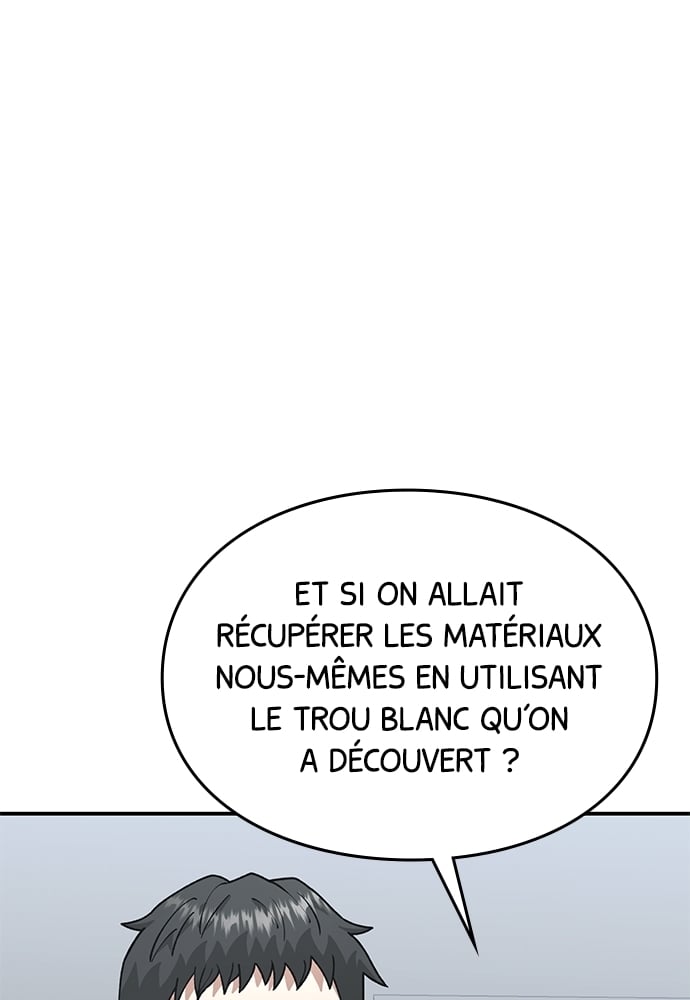 ET SI ON ALLAIT
RÉCUPÉRER LES MATÉRIAUX
NOUS-MÊMES EN UTILISANT
LE TROU BLANC QU'ON
A DÉCOUVERT ?